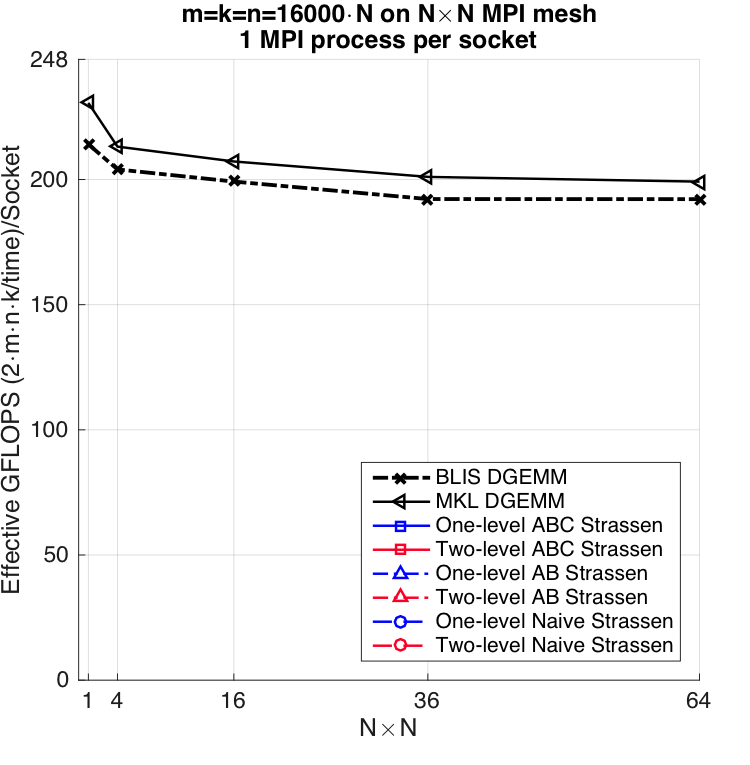 m=k=n=16000·N on N×N MPI mesh
1 MPI process per socket
Effective GFLOPS (2·m·n·k/time)/Socket
248
200
150
100
50
0
BLIS DGEMM
MKL DGEMM
One-level ABC Strassen
Two-level ABC Strassen
One-level AB Strassen
Two-level AB Strassen
One-level Naive Strassen
Two-level Naive Strassen
1 4 16 36 64
N×N